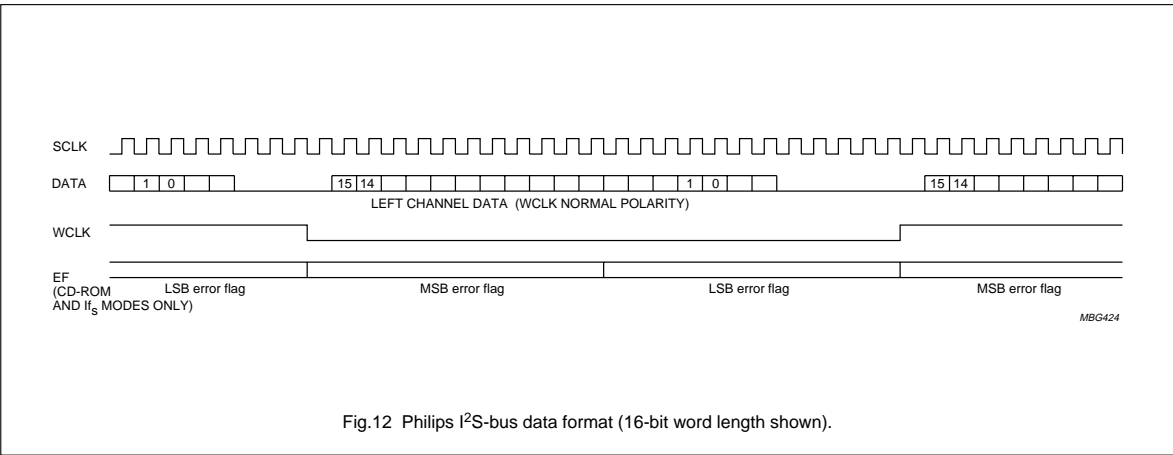 SCLK
DATA 1 0 15 14 1 0 15 14
LEFT CHANNEL DATA (WCLK NORMAL POLARITY)
WCLK
EF
(CD-ROM
AND Ifs MODES ONLY)
LSB error flag MSB error flag LSB error flag MSB error flag
MBG424
Fig.12 Philips I2S-bus data format (16-bit word length shown).